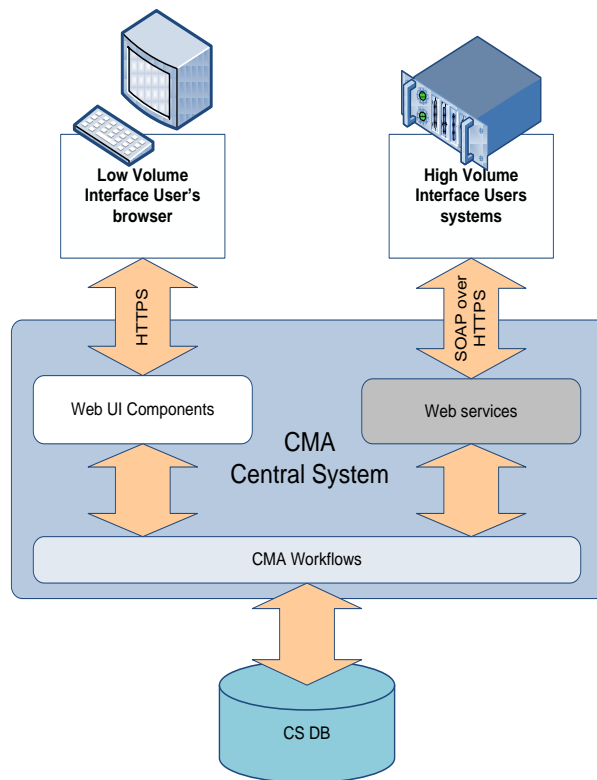 Low Volume
Interface User's
browser
High Volume
Interface Users
systems
HTTPS
SOAP over
HTTPS
Web UI Components
Web services
CMA
Central System
CMA Workflows
CS DB